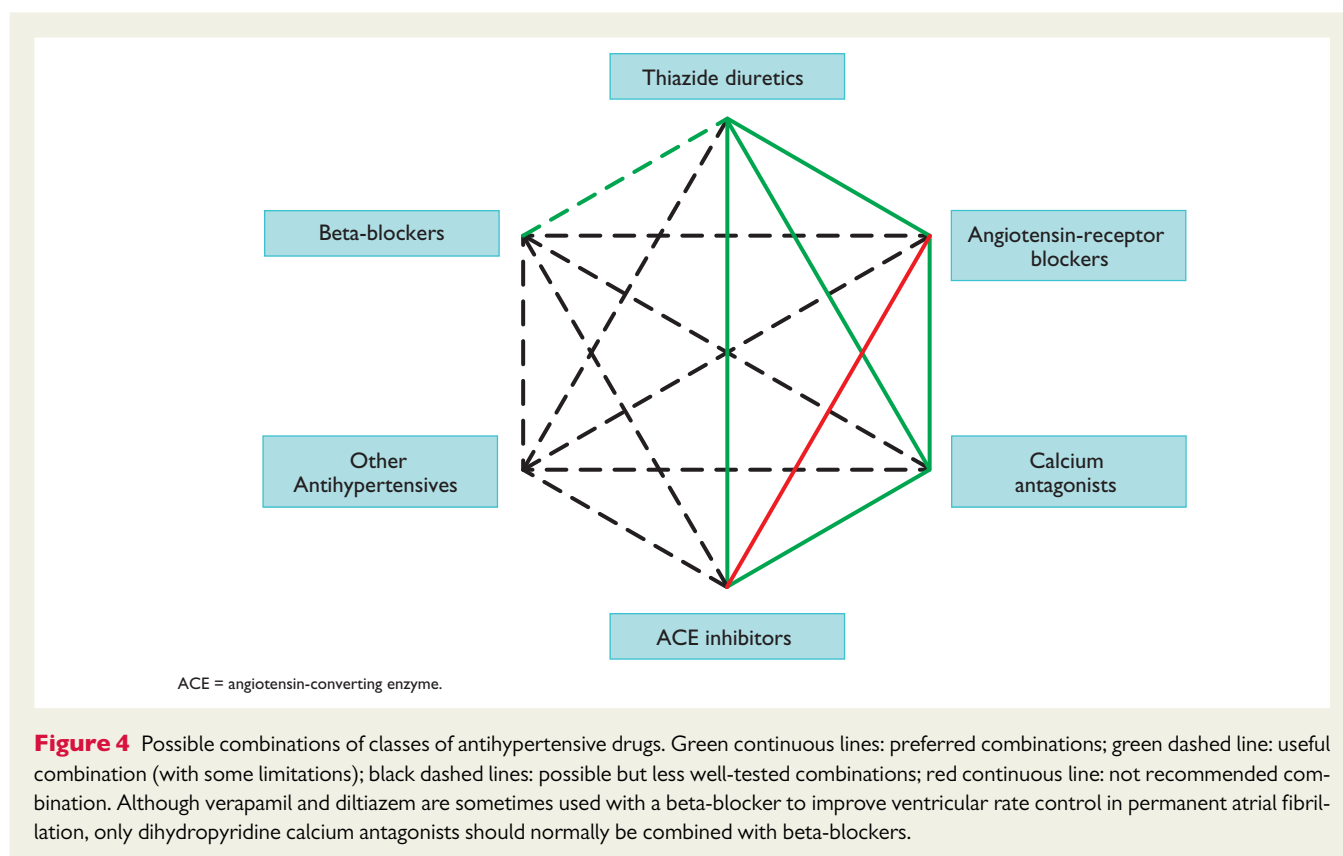 Thiazide diuretics
Beta-blockers
Angiotensin-receptor
blockers
Other
Antihypertensives
Calcium
antagonists
ACE inhibitors
ACE = angiotensin-converting enzyme.
Figure 4 Possible combinations of classes of antihypertensive drugs. Green continuous lines: preferred combinations; green dashed line: useful
combination (with some limitations); black dashed lines: possible but less well-tested combinations; red continuous line: not recommended com-
bination. Although verapamil and diltiazem are sometimes used with a beta-blocker to improve ventricular rate control in permanent atrial fibril-
lation, only dihydropyridine calcium antagonists should normally be combined with beta-blockers.